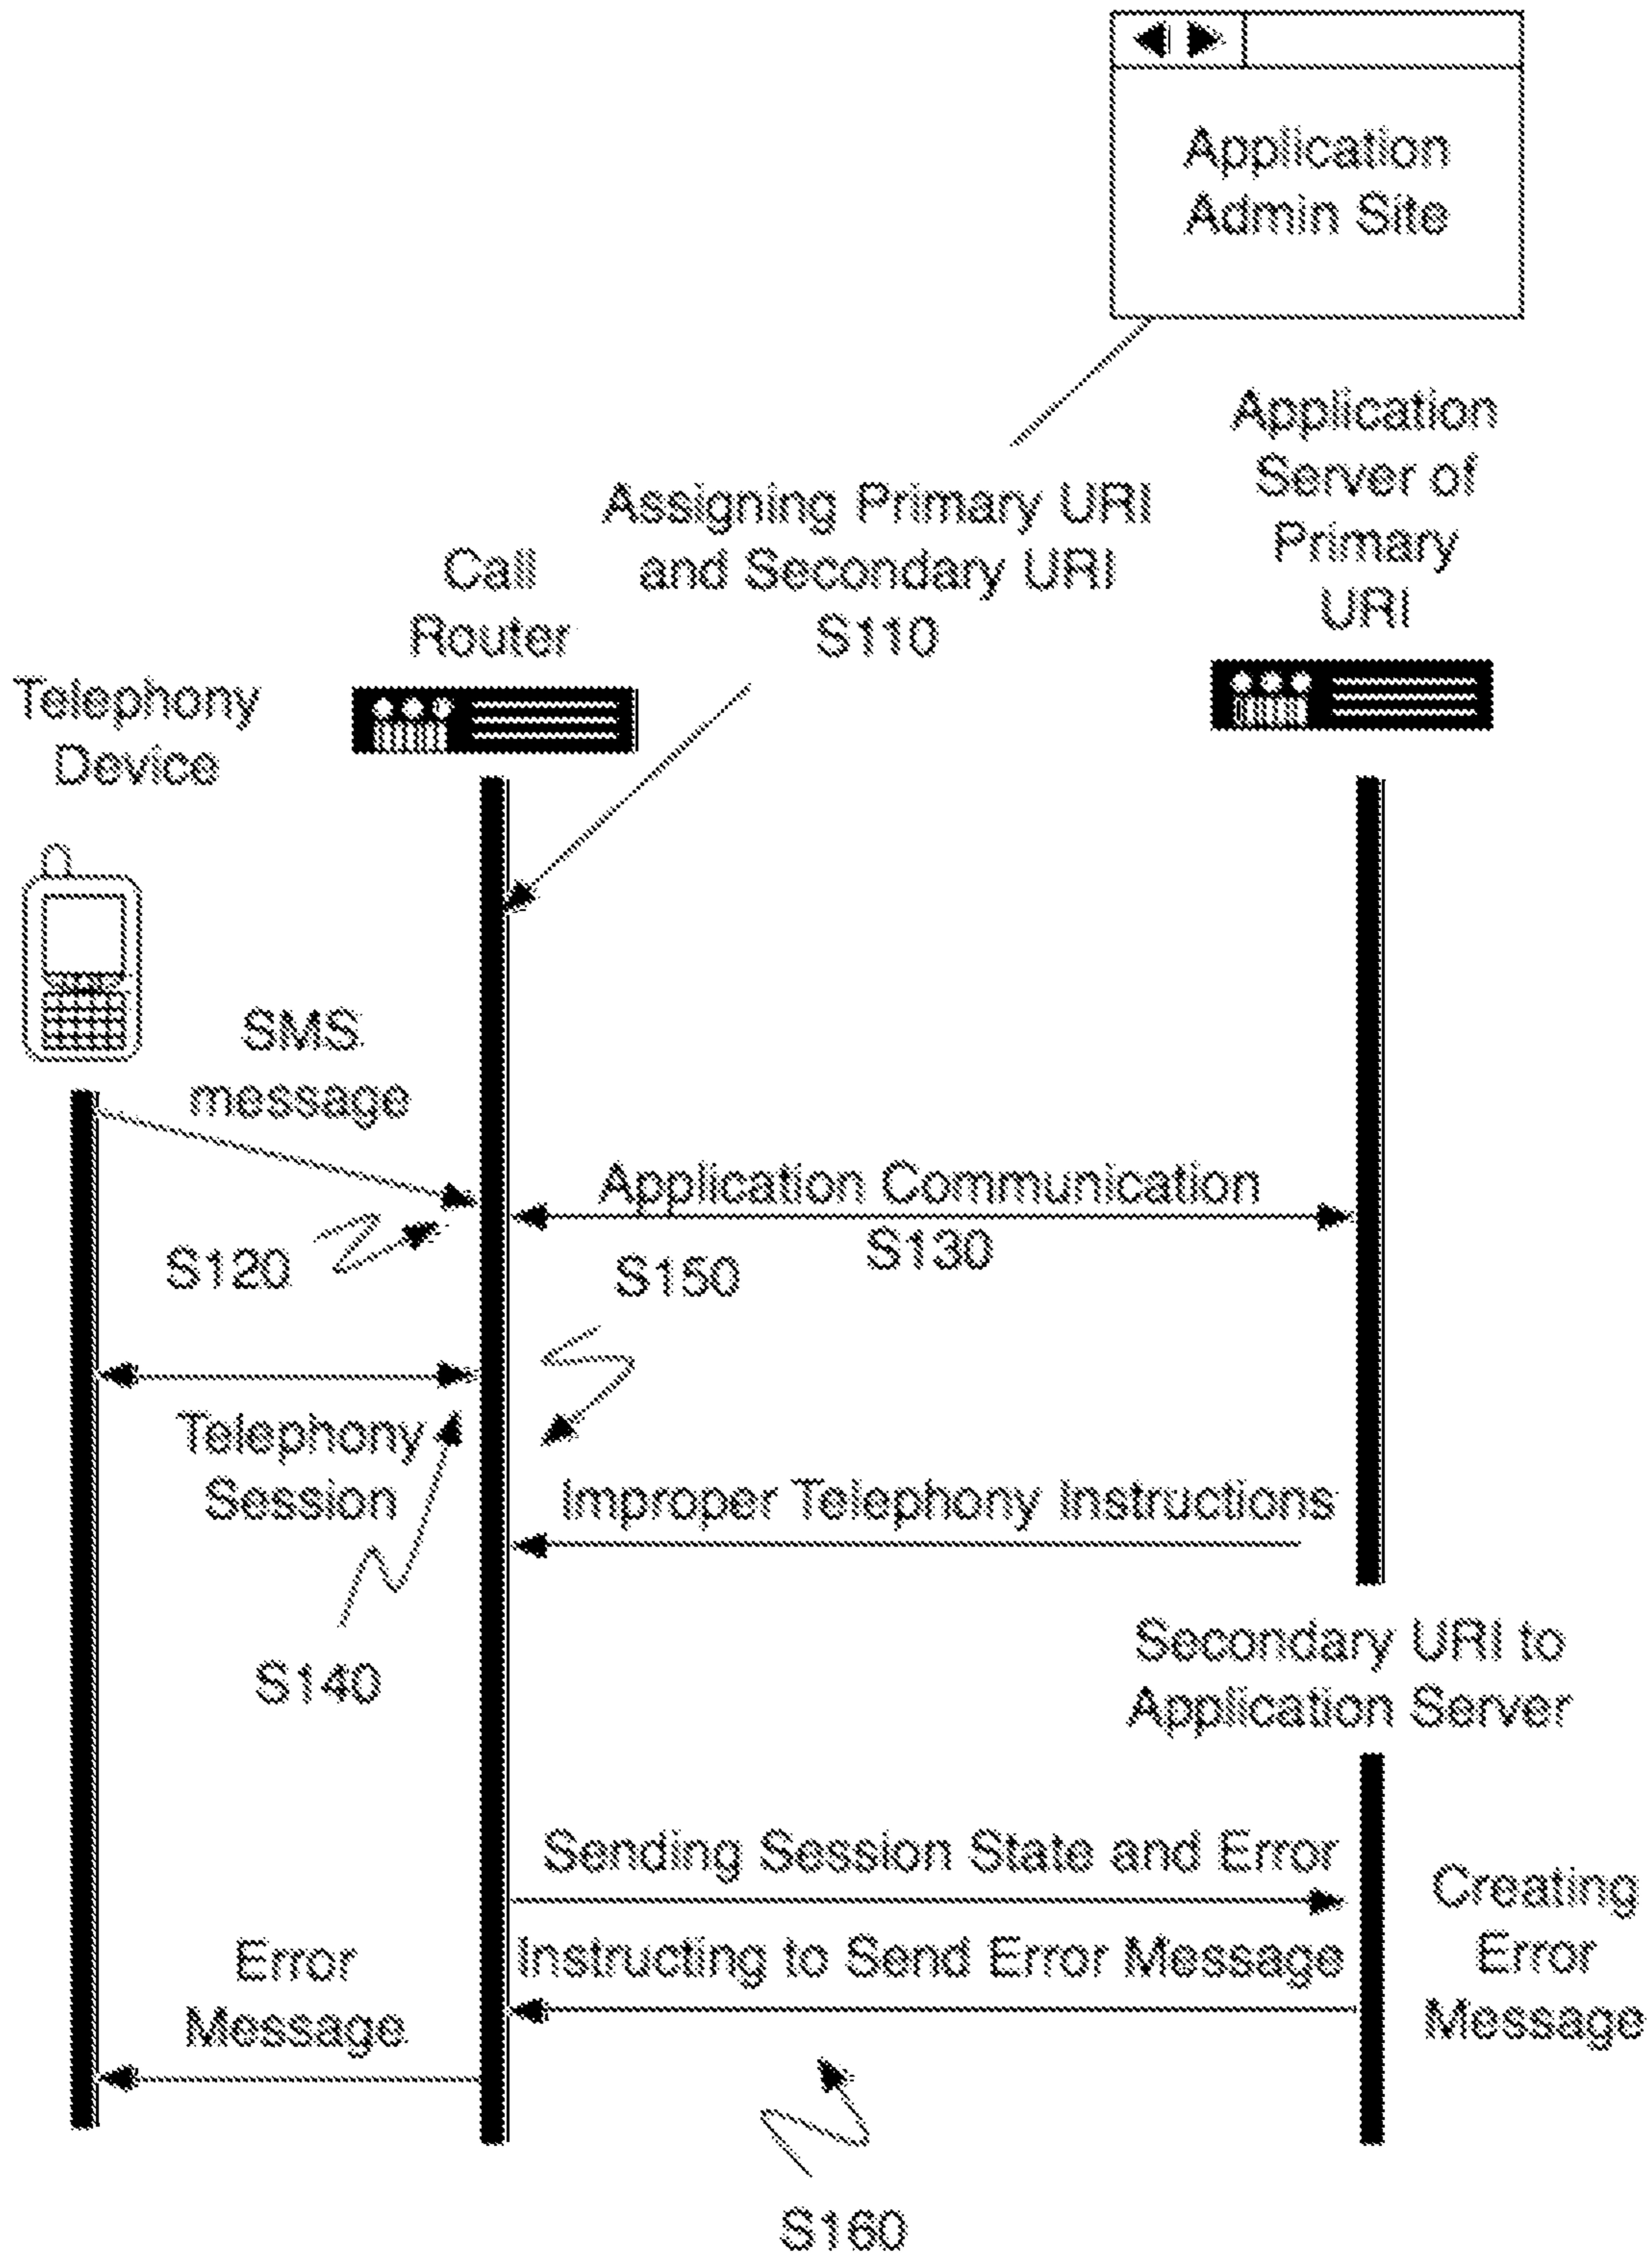 Application
Admin Site
Application
Server of
Primary
URI
Assigning Primary URI
and Secondary URI
S110
Call
Router
Telephony
Device
SMS
message
Application Communication
S130
S120
S150
Telephony
Session
Improper Telephony Instructions
S140
Secondary URI to
Application Server
Sending Session State and Error
Creating
Error
Message
Instructing to Send Error Message
Error
Message
S160